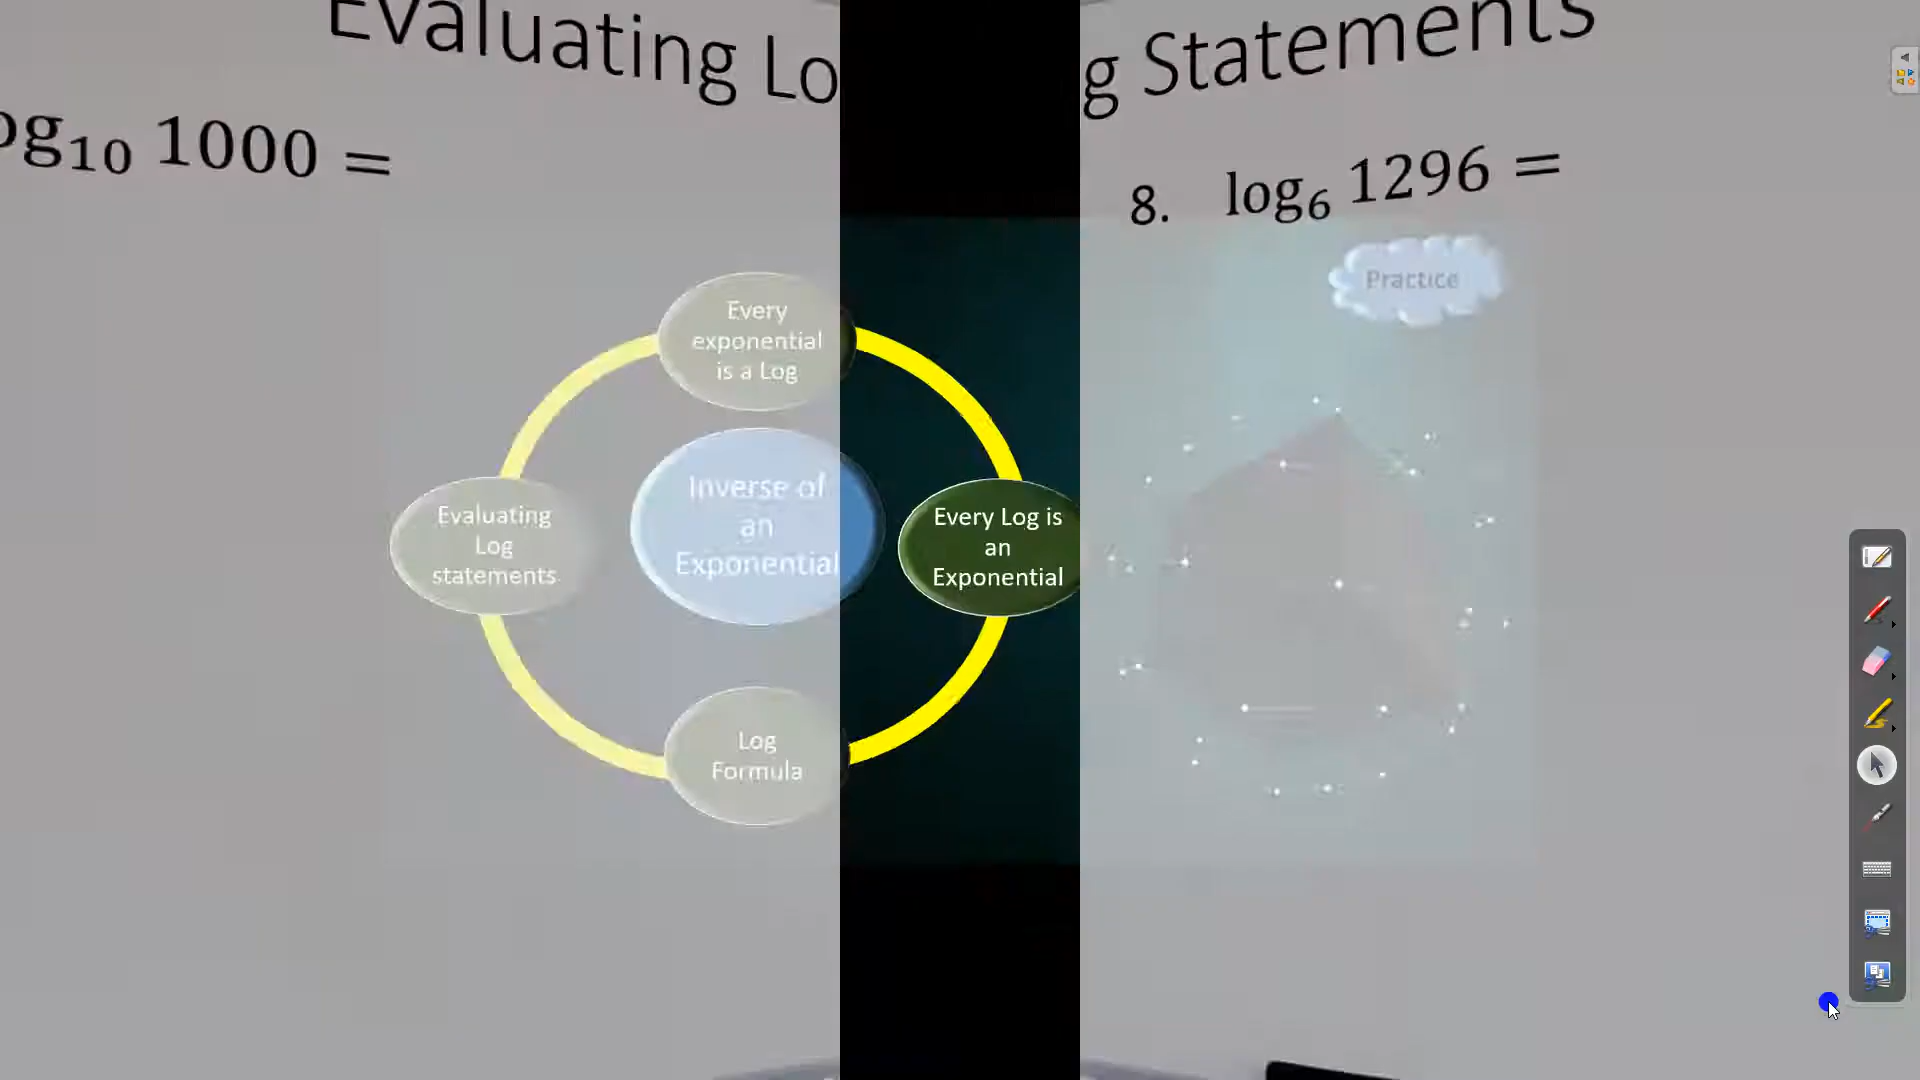 Evaluating Log Statements
og₁₀ 1000 =
8. log₆ 1296 =
Practice
Every
exponential
is a Log
Inverse of
an
Exponential
Evaluating
Log
statements
Every Log is
an
Exponential
Log
Formula